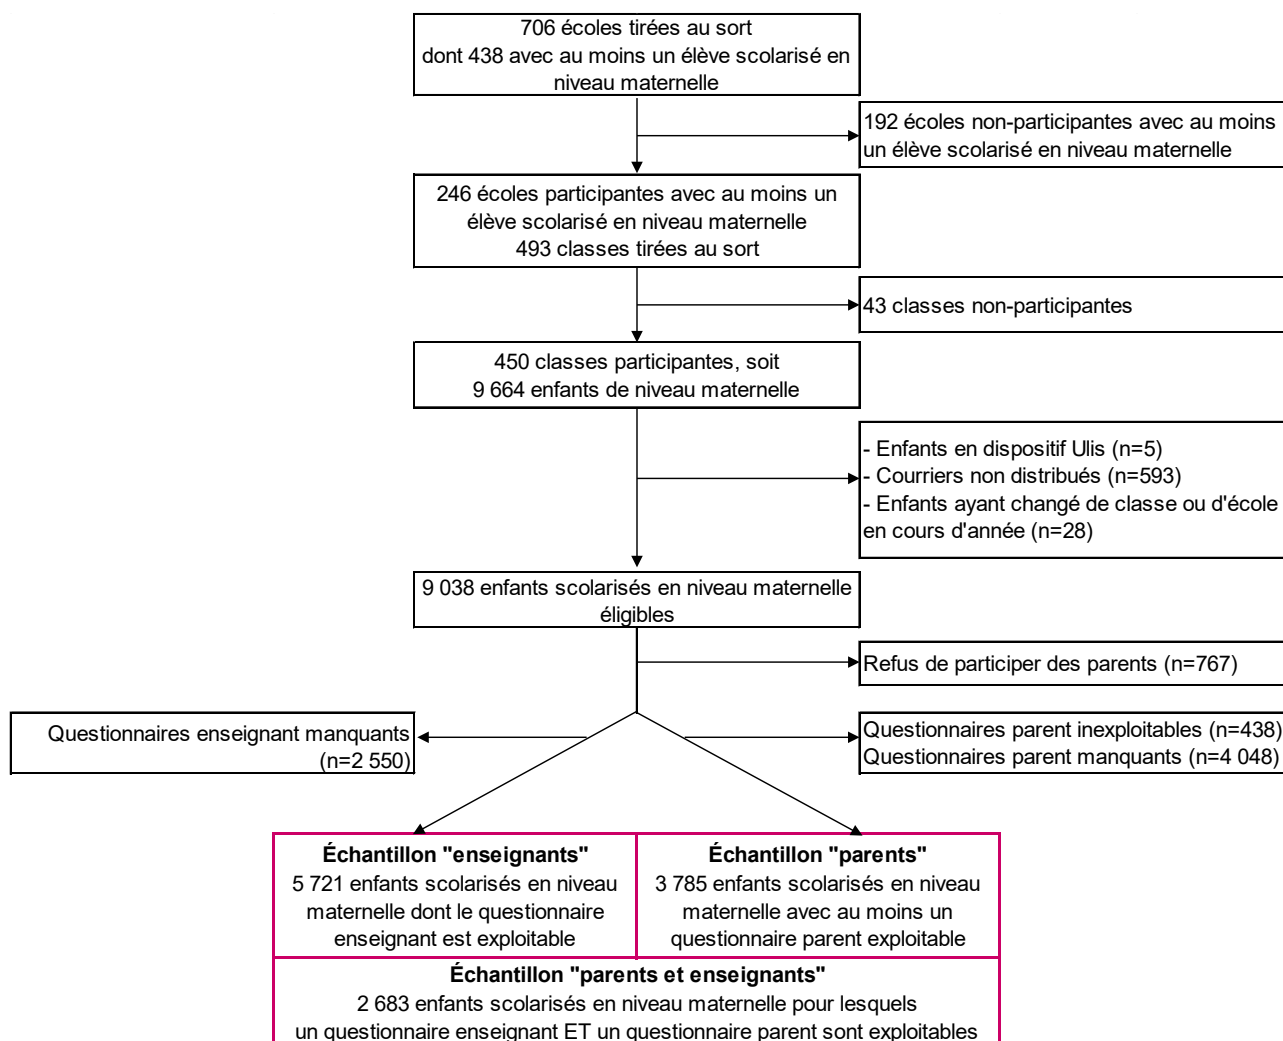 706 écoles tirées au sort
dont 438 avec au moins un élève scolarisé en
niveau maternelle
192 écoles non-participantes avec au moins
un élève scolarisé en niveau maternelle
246 écoles participantes avec au moins un
élève scolarisé en niveau maternelle
493 classes tirées au sort
43 classes non-participantes
450 classes participantes, soit
9 664 enfants de niveau maternelle
- Enfants en dispositif Ulis (n=5)
- Courriers non distribués (n=593)
- Enfants ayant changé de classe ou d'école
en cours d'année (n=28)
9 038 enfants scolarisés en niveau maternelle
éligibles
Refus de participer des parents (n=767)
Questionnaires enseignant manquants
(n=2 550)
Questionnaires parent inexploitables (n=438)
Questionnaires parent manquants (n=4 048)
Échantillon "enseignants"
5 721 enfants scolarisés en niveau
maternelle dont le questionnaire
enseignant est exploitable
Échantillon "parents"
3 785 enfants scolarisés en niveau
maternelle avec au moins un
questionnaire parent exploitable
Échantillon "parents et enseignants"
2 683 enfants scolarisés en niveau maternelle pour lesquels
un questionnaire enseignant ET un questionnaire parent sont exploitables